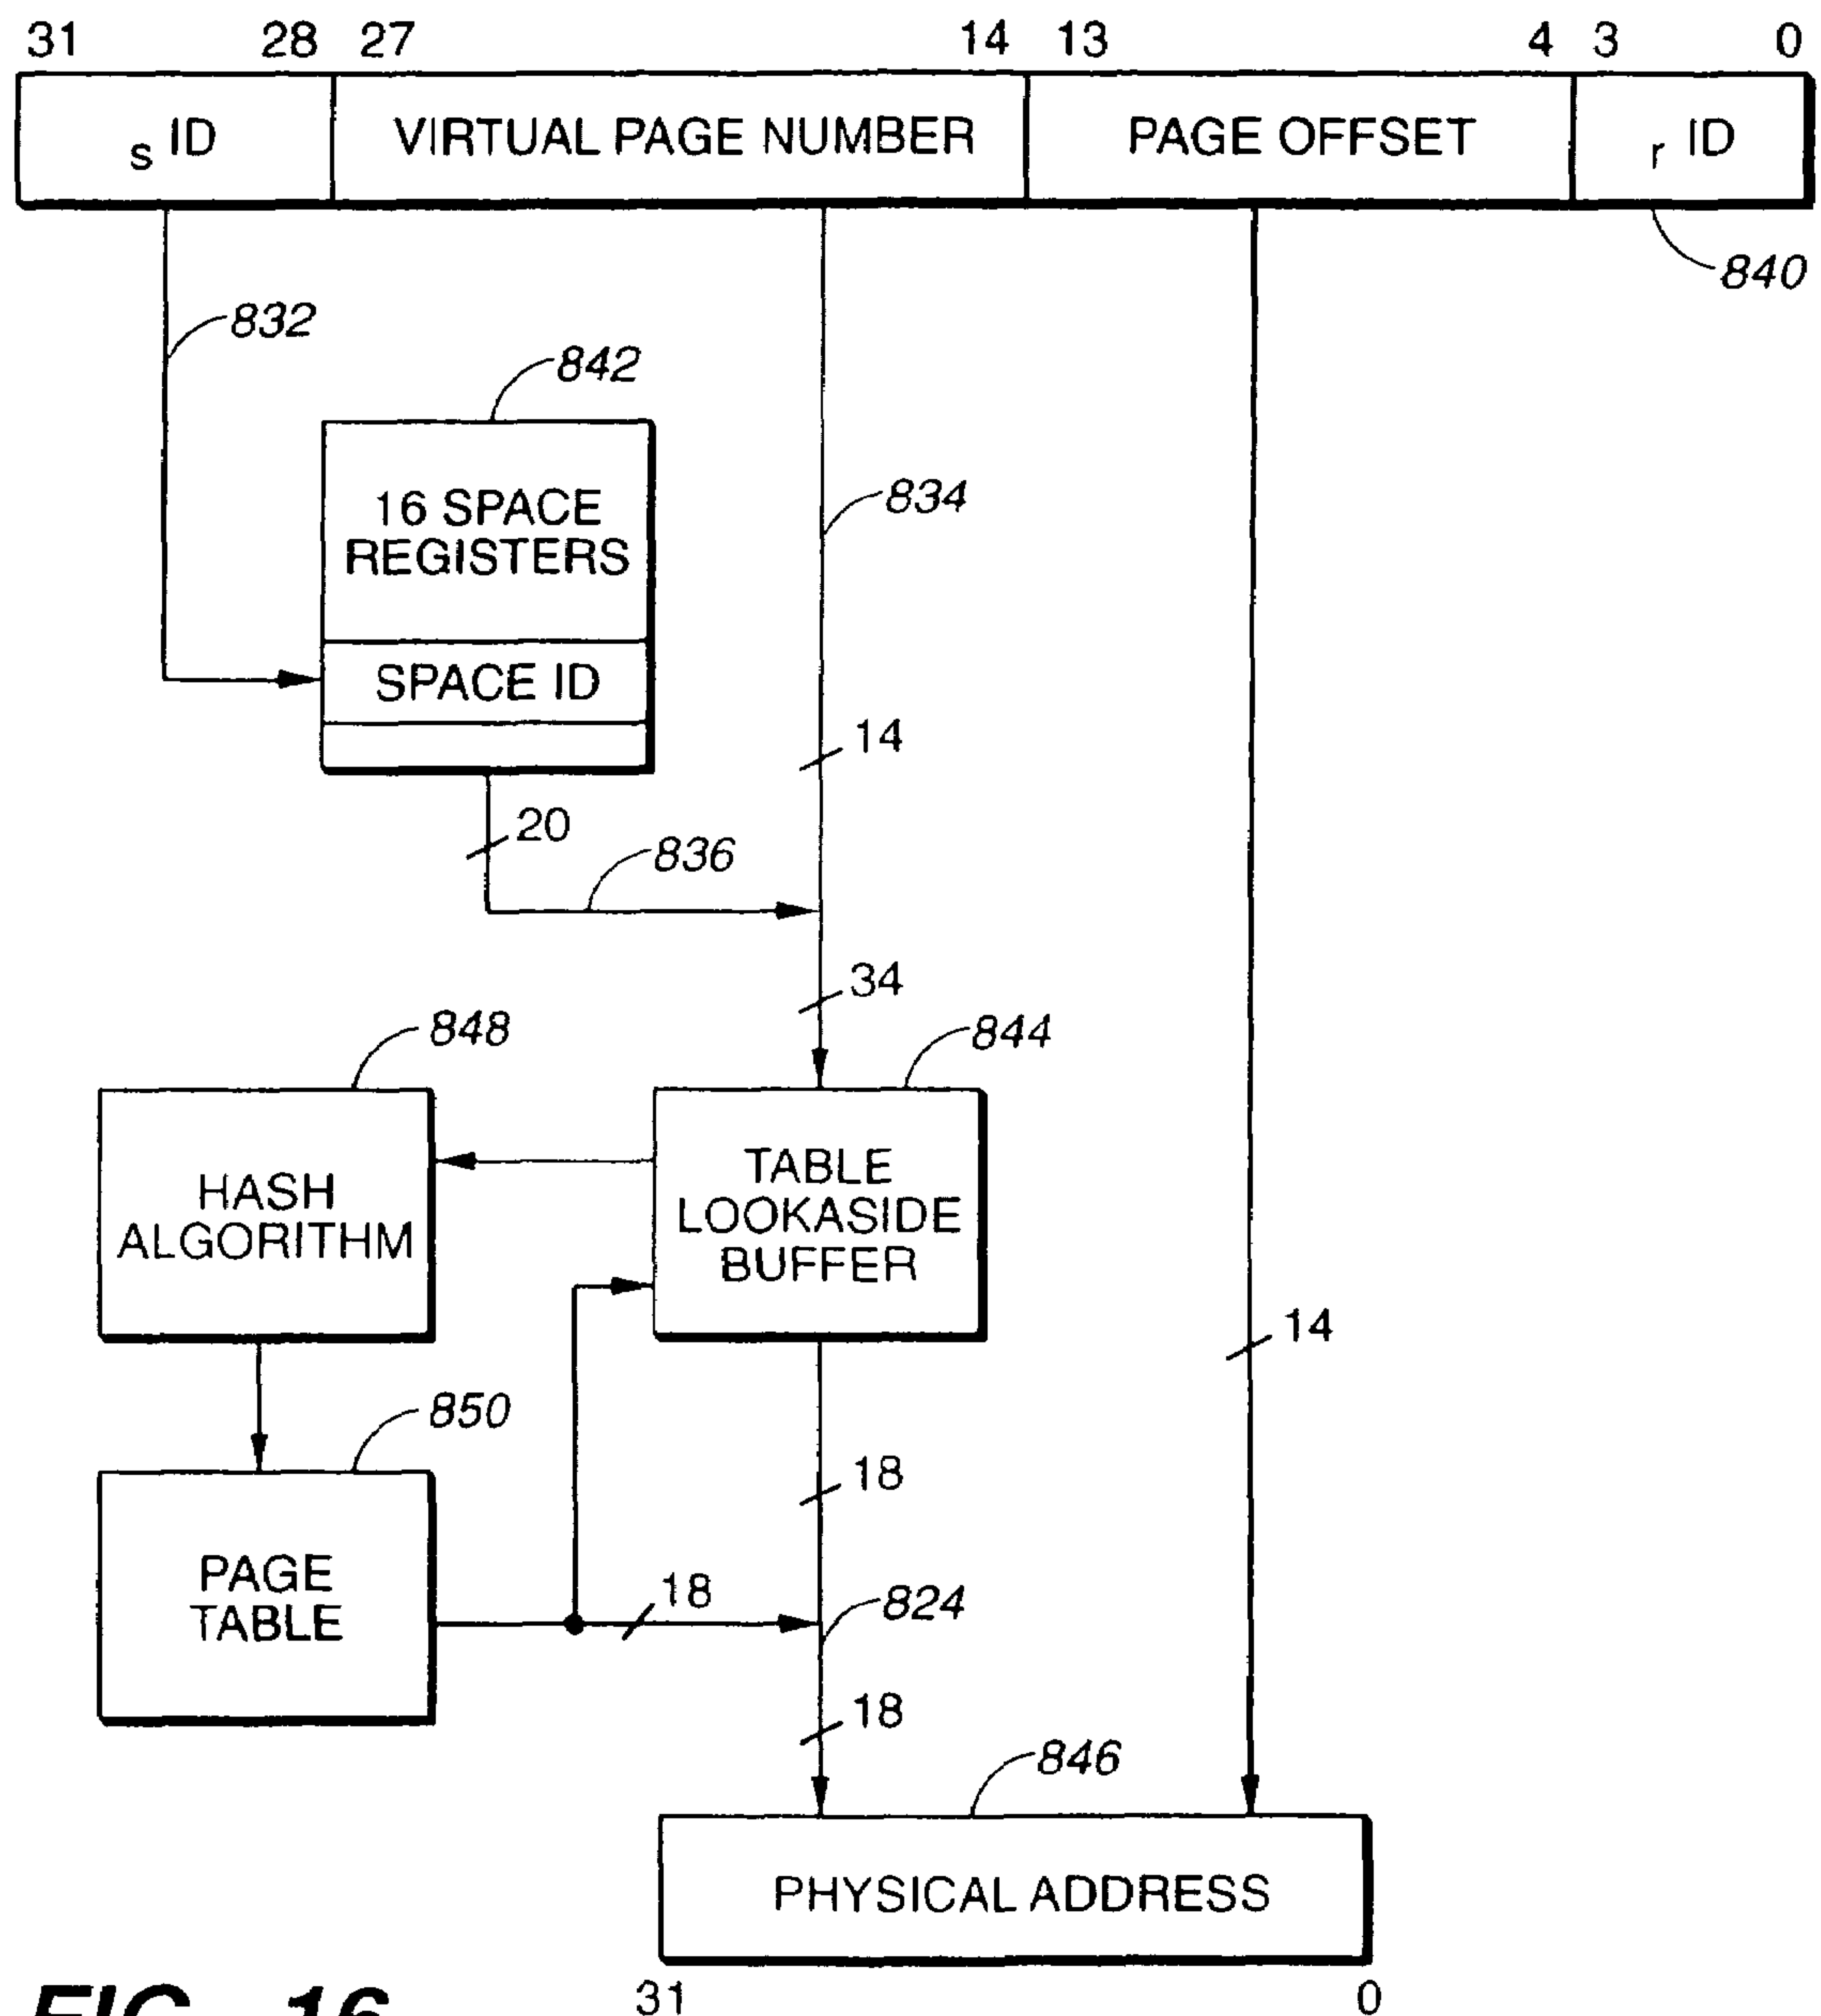 31 28 27 14 13 4 3 0
s ID VIRTUAL PAGE NUMBER PAGE OFFSET r ID
840
832
842
16 SPACE
REGISTERS
834
SPACE ID
14
20
836
34
848
844
HASH
ALGORITHM
TABLE
LOOKASIDE
BUFFER
14
850
18
PAGE
TABLE
18
824
18
846
PHYSICAL ADDRESS
31 0
FIG. 16